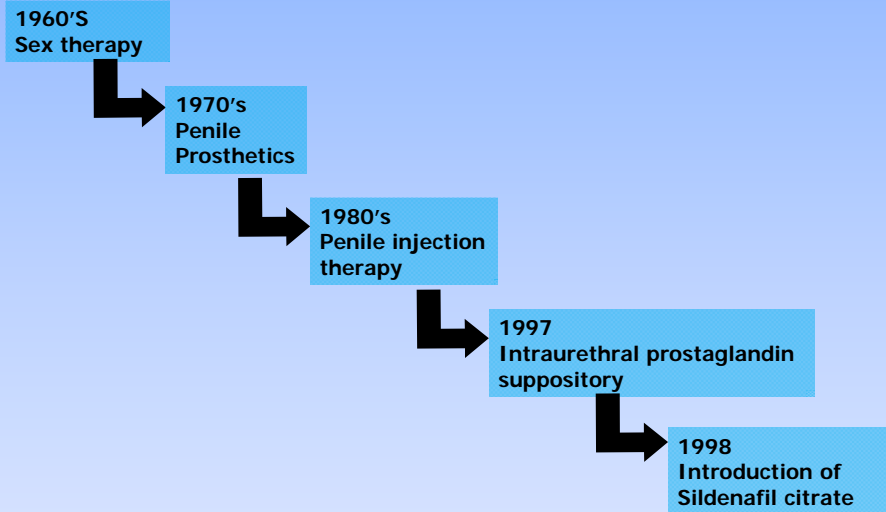 1960'S
Sex therapy
1970's
Penile
Prosthetics
1980's
Penile injection
therapy
1997
Intraurethral prostaglandin
suppository
1998
Introduction of
Sildenafil citrate